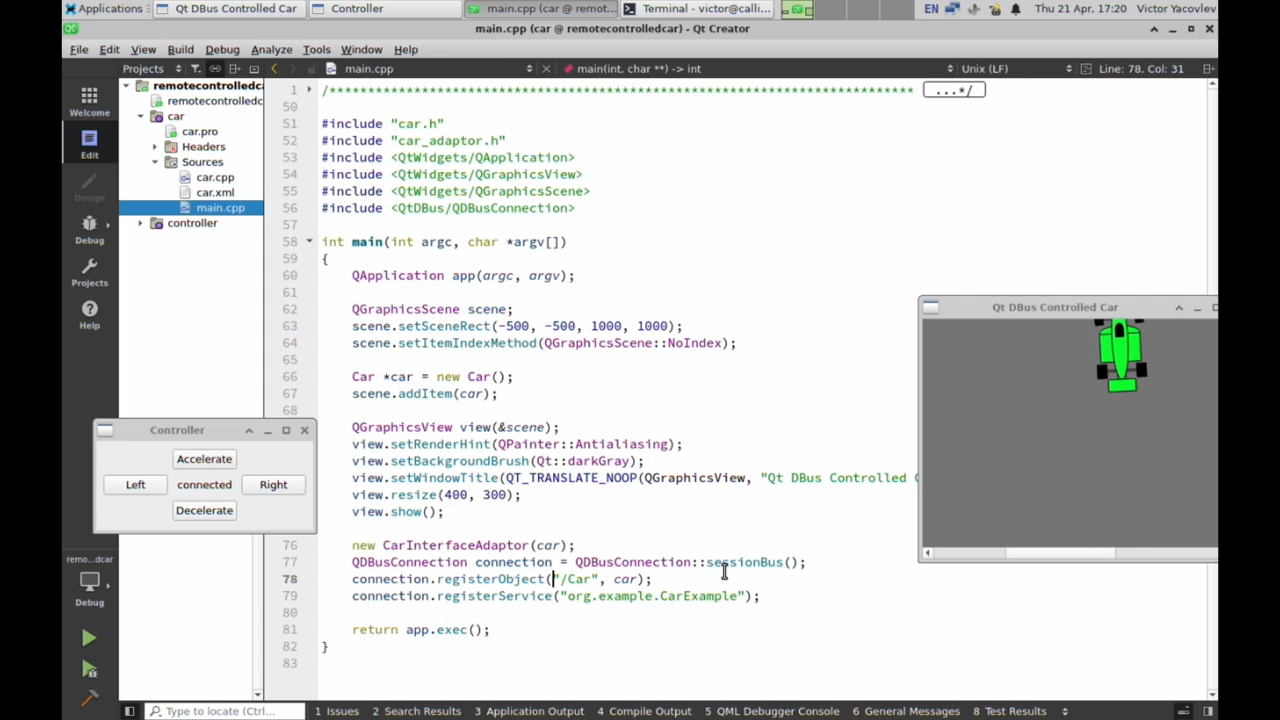 Applications
Qt DBus Controlled Car
Controller
main.cpp (car @ remot...
Terminal - victor@calli...
EN
Thu 21 Apr, 17:20
Victor Yacovlev
main.cpp (car @ remotecontrolledcar) - Qt Creator
File Edit View Build Debug Analyze Tools Window Help
Projects
main.cpp
main(int, char **) -> int
Unix (LF)
Line: 78, Col: 31
Welcome
Edit
Design
Debug
Projects
Help
remo...dcar
Debug
remotecontrolledca
remotecontrolledc
car
car.pro
Headers
Sources
car.cpp
car.xml
main.cpp
controller
1 /***************************************************************************** ...*/
50
51 #include "car.h"
52 #include "car_adaptor.h"
53 #include <QtWidgets/QApplication>
54 #include <QtWidgets/QGraphicsView>
55 #include <QtWidgets/QGraphicsScene>
56 #include <QtDBus/QDBusConnection>
57
58 int main(int argc, char *argv[])
59 {
60 QApplication app(argc, argv);
61
62 QGraphicsScene scene;
63 scene.setSceneRect(-500, -500, 1000, 1000);
64 scene.setItemIndexMethod(QGraphicsScene::NoIndex);
65
66 Car *car = new Car();
67 scene.addItem(car);
68
QGraphicsView view(&scene);
view.setRenderHint(QPainter::Antialiasing);
view.setBackgroundBrush(Qt::darkGray);
view.setWindowTitle(QT_TRANSLATE_NOOP(QGraphicsView, "Qt DBus Controlled
view.resize(400, 300);
view.show();
76 new CarInterfaceAdaptor(car);
77 QDBusConnection connection = QDBusConnection::sessionBus();
78 connection.registerObject("/Car", car);
79 connection.registerService("org.example.CarExample");
80
81 return app.exec();
82 }
83
Controller
Accelerate
Left connected Right
Decelerate
Qt DBus Controlled Car
Type to locate (Ctrl...
1 Issues
2 Search Results
3 Application Output
4 Compile Output
5 QML Debugger Console
6 General Messages
8 Test Results